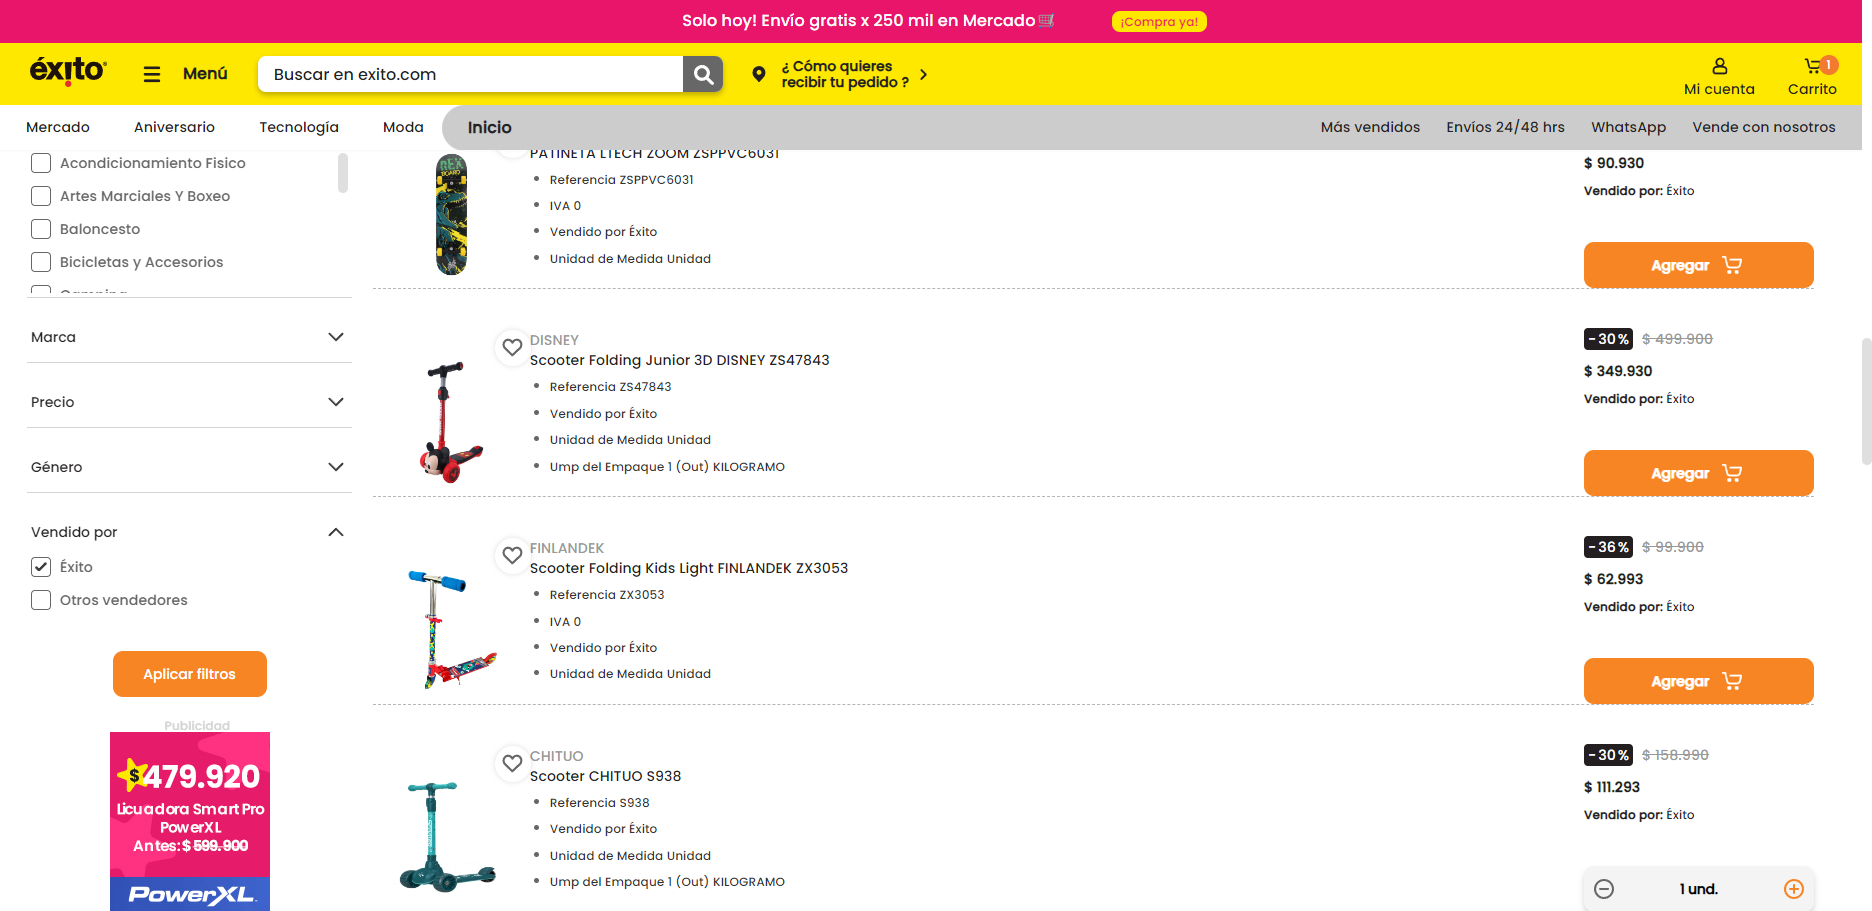 Solo hoy! Envío gratis x 250 mil en Mercado
¡Compra ya!
éxito
Menú
Buscar en exito.com
¿ Cómo quieres
recibir tu pedido ?
Mi cuenta
1
Carrito
Mercado
Aniversario
Tecnología
Moda
Inicio
Más vendidos
Envíos 24/48 hrs
WhatsApp
Vende con nosotros
Acondicionamiento Fisico
Artes Marciales Y Boxeo
Baloncesto
Bicicletas y Accesorios
Marca
Precio
Género
Vendido por
Éxito
Otros vendedores
Aplicar filtros
Publicidad
$479.920
Licuadora Smart Pro
PowerXL
Antes: $ 599.900
PowerXL
REX
BOARD
PATINETA LTECH ZOOM ZSPPVC6031
Referencia ZSPPVC6031
IVA 0
Vendido por Éxito
Unidad de Medida Unidad
$ 90.930
Vendido por: Éxito
Agregar
DISNEY
Scooter Folding Junior 3D DISNEY ZS47843
Referencia ZS47843
Vendido por Éxito
Unidad de Medida Unidad
Ump del Empaque 1 (Out) KILOGRAMO
-30% $ 499.900
$ 349.930
Vendido por: Éxito
Agregar
FINLANDEK
Scooter Folding Kids Light FINLANDEK ZX3053
Referencia ZX3053
IVA 0
Vendido por Éxito
Unidad de Medida Unidad
-36% $ 99.900
$ 62.993
Vendido por: Éxito
Agregar
CHITUO
Scooter CHITUO S938
Referencia S938
Vendido por Éxito
Unidad de Medida Unidad
Ump del Empaque 1 (Out) KILOGRAMO
-30% $ 158.990
$ 111.293
Vendido por: Éxito
1 und.